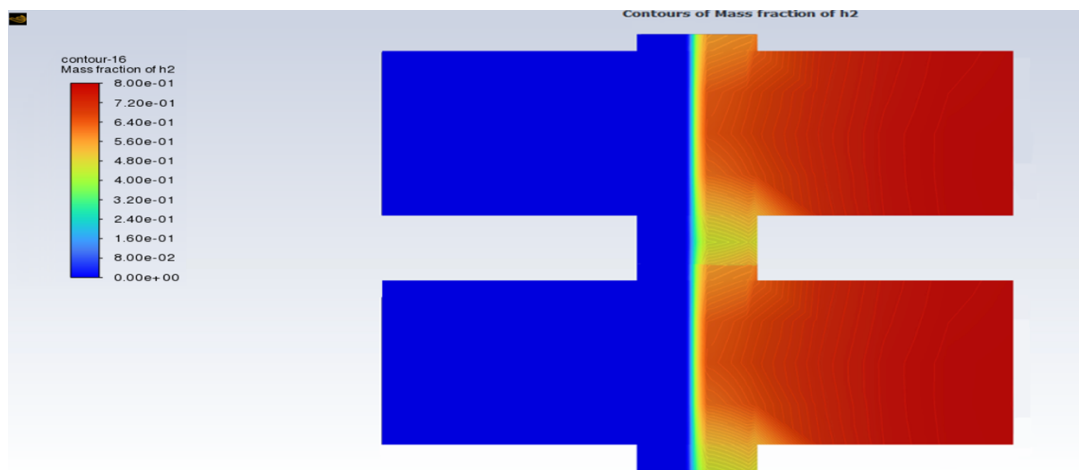 Contours of Mass fraction of h2
contour-16
Mass fraction of h2
8.00e-01
7.20e-01
6.40e-01
5.60e-01
4.80e-01
4.00e-01
3.20e-01
2.40e-01
1.60e-01
8.00e-02
0.00e+00